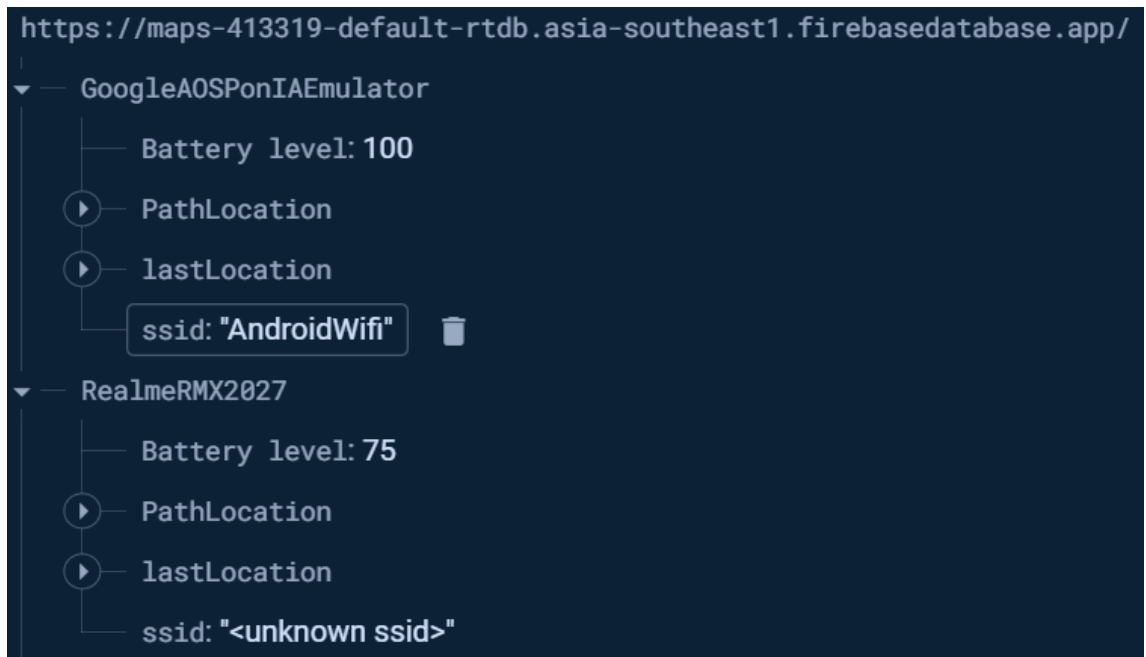 https://maps-413319-default-rtdb.asia-southeast1.firebasedatabase.app/
GoogleAOSPonIAEmulator
Battery level: 100
PathLocation
lastLocation
ssid: "AndroidWifi"
RealmeRMX2027
Battery level: 75
PathLocation
lastLocation
ssid: "<unknown ssid>"